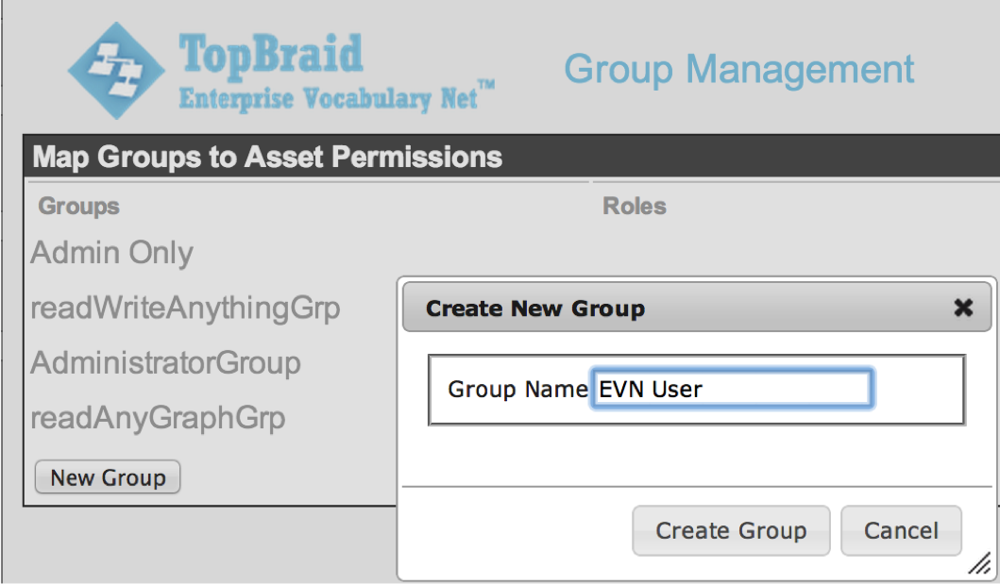 TopBraid
Enterprise Vocabulary Net™
Group Management
Map Groups to Asset Permissions
Groups Roles
Admin Only
readWriteAnythingGrp
AdministratorGroup
readAnyGraphGrp
New Group
Create New Group
Group Name EVN User
Create Group Cancel